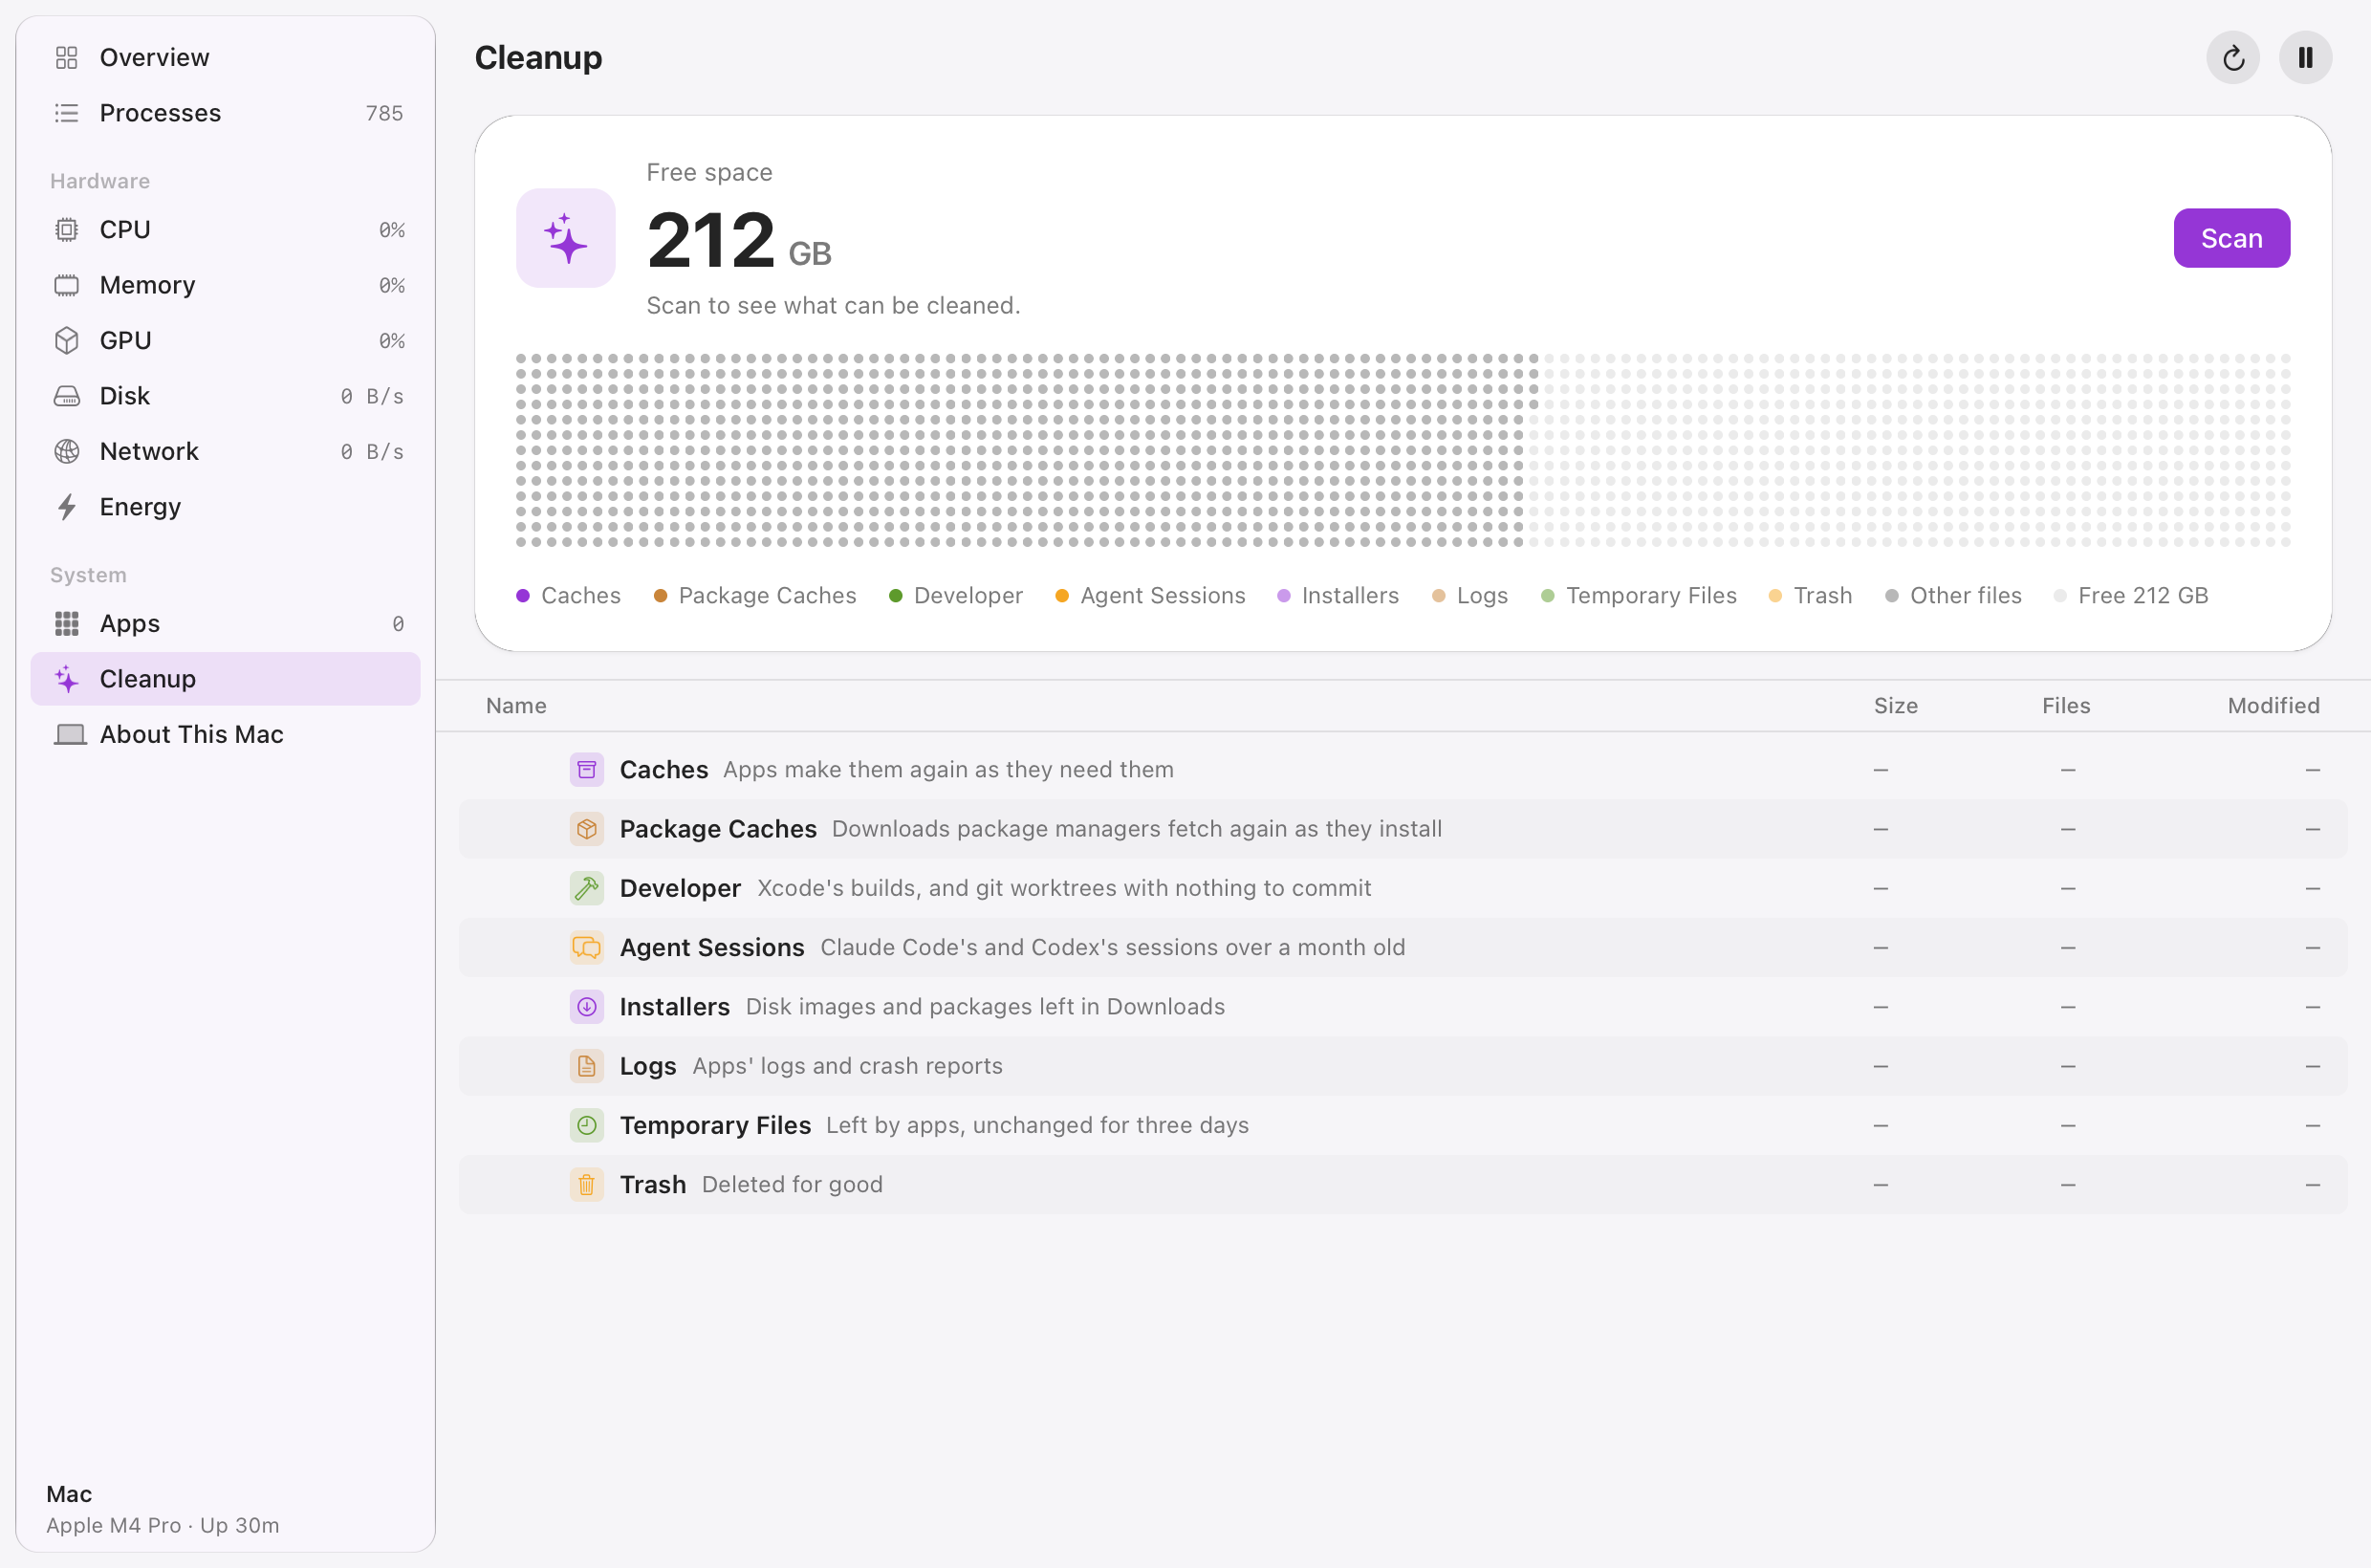 Overview
Processes 785
Hardware
CPU 0%
Memory 0%
GPU 0%
Disk 0 B/s
Network 0 B/s
Energy
System
Apps 0
Cleanup
About This Mac
Mac
Apple M4 Pro · Up 30m
Cleanup
Free space
212 GB
Scan to see what can be cleaned.
Scan
Caches Package Caches Developer Agent Sessions Installers Logs Temporary Files Trash Other files Free 212 GB
Name Size Files Modified
Caches Apps make them again as they need them — — —
Package Caches Downloads package managers fetch again as they install — — —
Developer Xcode's builds, and git worktrees with nothing to commit — — —
Agent Sessions Claude Code's and Codex's sessions over a month old — — —
Installers Disk images and packages left in Downloads — — —
Logs Apps' logs and crash reports — — —
Temporary Files Left by apps, unchanged for three days — — —
Trash Deleted for good — — —